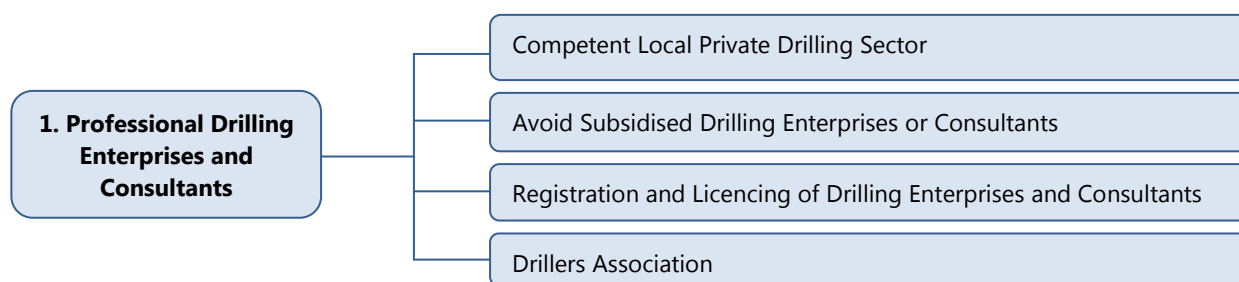 1. Professional Drilling
Enterprises and
Consultants
Competent Local Private Drilling Sector
Avoid Subsidised Drilling Enterprises or Consultants
Registration and Licencing of Drilling Enterprises and Consultants
Drillers Association